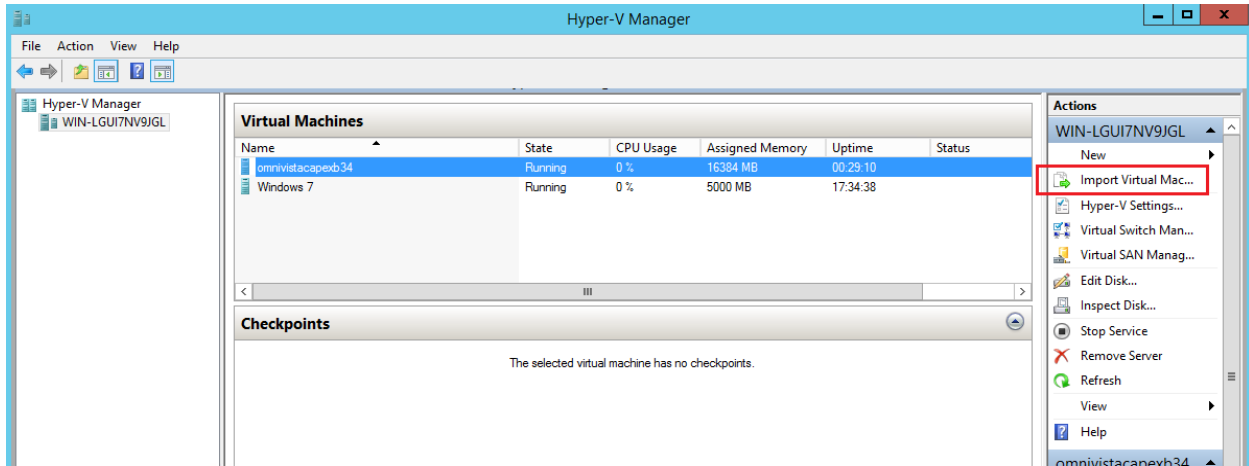 Hyper-V Manager
File Action View Help
Hyper-V Manager
WIN-LGUI7NV9JGL
Virtual Machines
Name State CPU Usage Assigned Memory Uptime Status
omnivistacapexb34 Running 0 % 16384 MB 00:29:10
Windows 7 Running 0 % 5000 MB 17:34:38
Checkpoints
The selected virtual machine has no checkpoints.
Actions
WIN-LGUI7NV9JGL
New
Import Virtual Mac...
Hyper-V Settings...
Virtual Switch Man...
Virtual SAN Manag...
Edit Disk...
Inspect Disk...
Stop Service
Remove Server
Refresh
View
Help
omnivistacapexb34